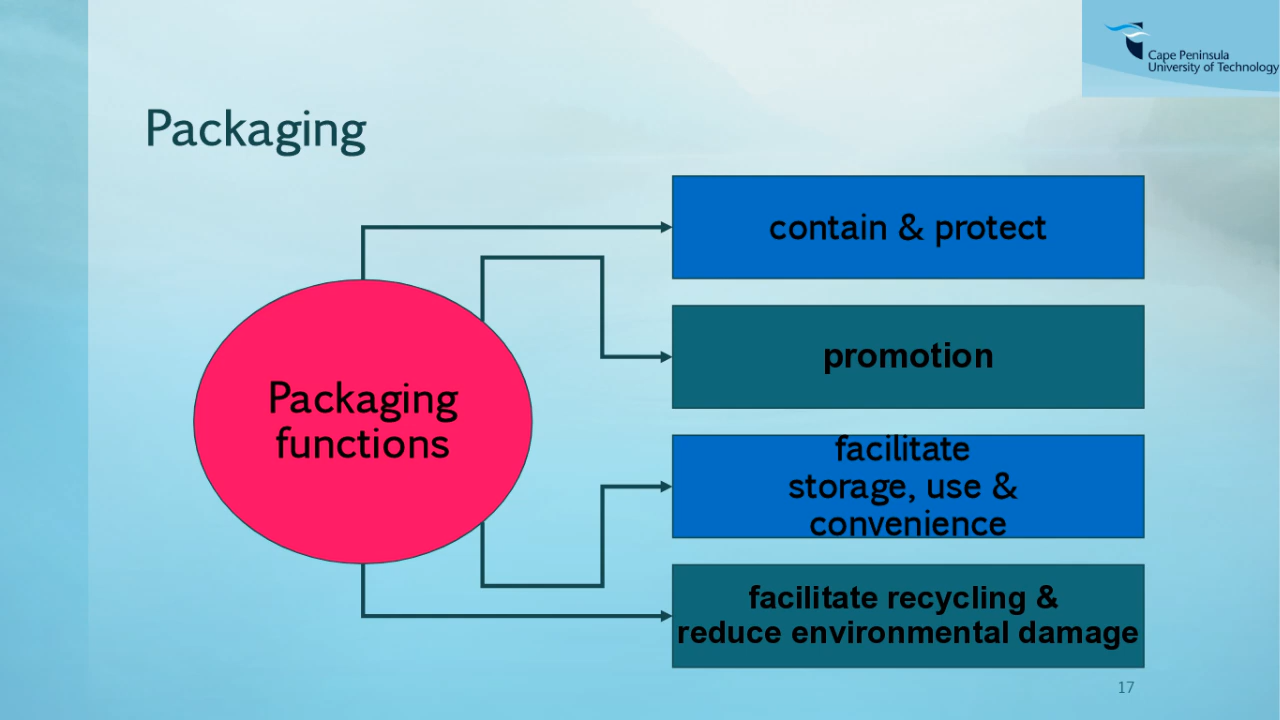 Cape Peninsula
University of Technology
Packaging
contain & protect
promotion
Packaging
functions
facilitate
storage, use &
convenience
facilitate recycling &
reduce environmental damage
17